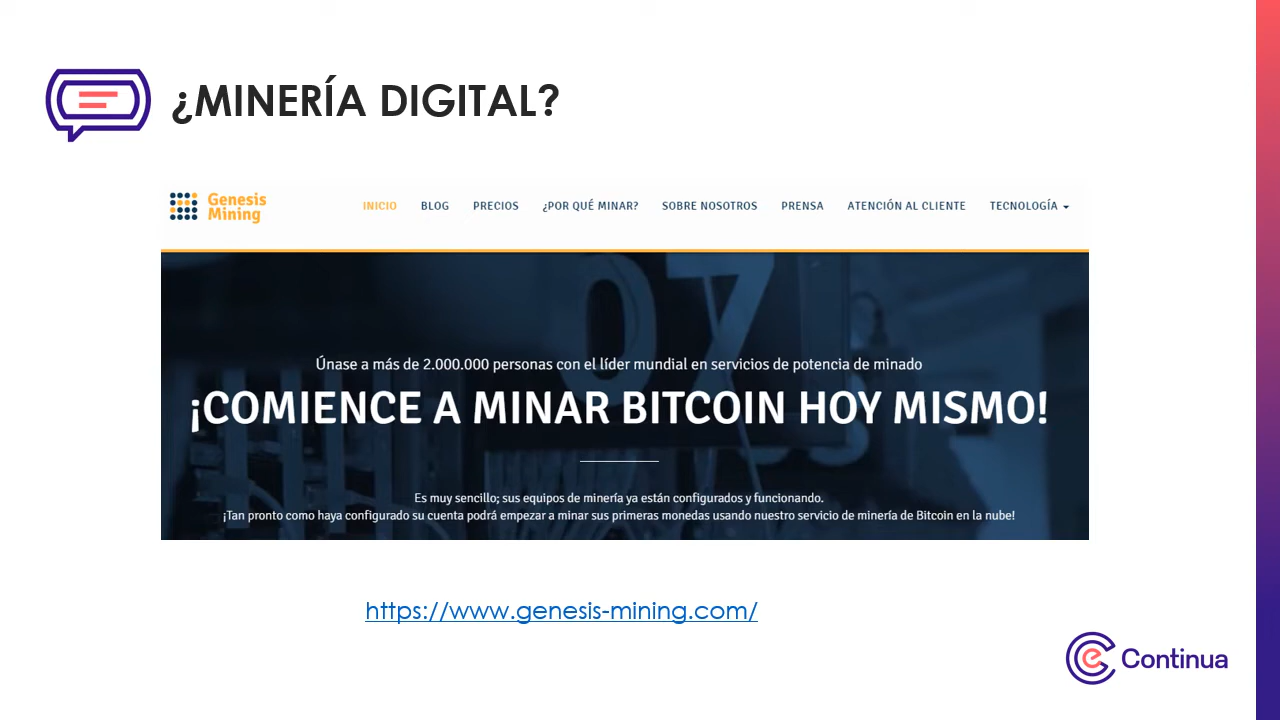 ¿MINERÍA DIGITAL?
Genesis
Mining
INICIO BLOG PRECIOS ¿POR QUÉ MINAR? SOBRE NOSOTROS PRENSA ATENCIÓN AL CLIENTE TECNOLOGÍA
Únase a más de 2.000.000 personas con el líder mundial en servicios de potencia de minado
¡COMIENCE A MINAR BITCOIN HOY MISMO!
Es muy sencillo; sus equipos de minería ya están configurados y funcionando.
¡Tan pronto como haya configurado su cuenta podrá empezar a minar sus primeras monedas usando nuestro servicio de minería de Bitcoin en la nube!
https://www.genesis-mining.com/
e Continua